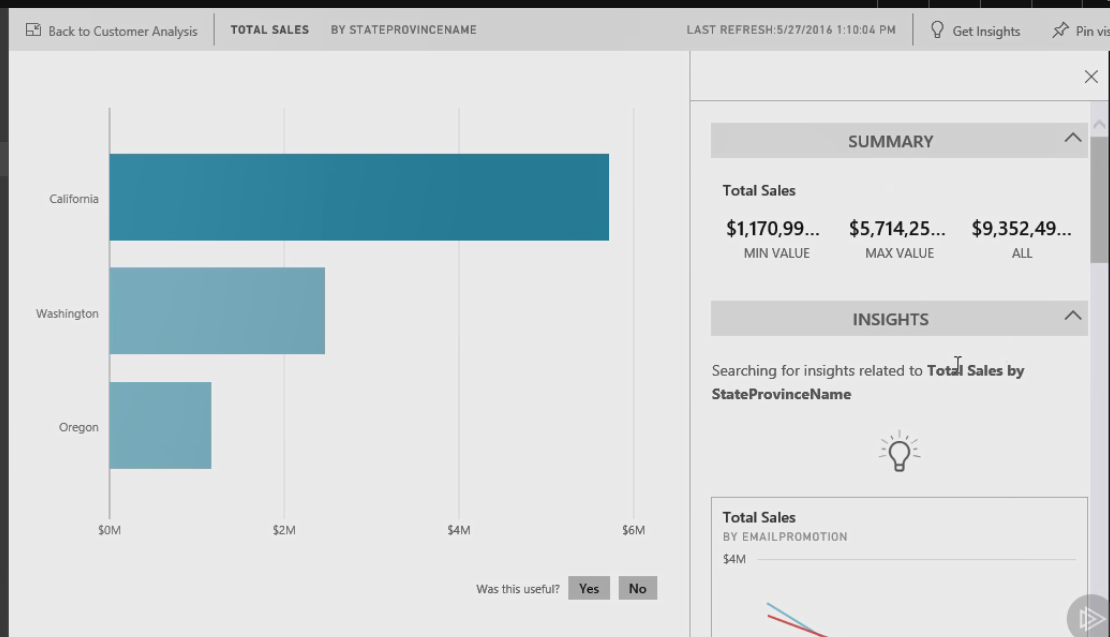 Back to Customer Analysis
TOTAL SALES
BY STATEPROVINCENAME
LAST REFRESH:5/27/2016 1:10:04 PM
Get Insights
Pin vis
California
Washington
Oregon
$0M $2M $4M $6M
Was this useful? Yes No
SUMMARY
Total Sales
$1,170,99... $5,714,25... $9,352,49...
MIN VALUE MAX VALUE ALL
INSIGHTS
Searching for insights related to Total Sales by
StateProvinceName
Total Sales
BY EMAILPROMOTION
$4M